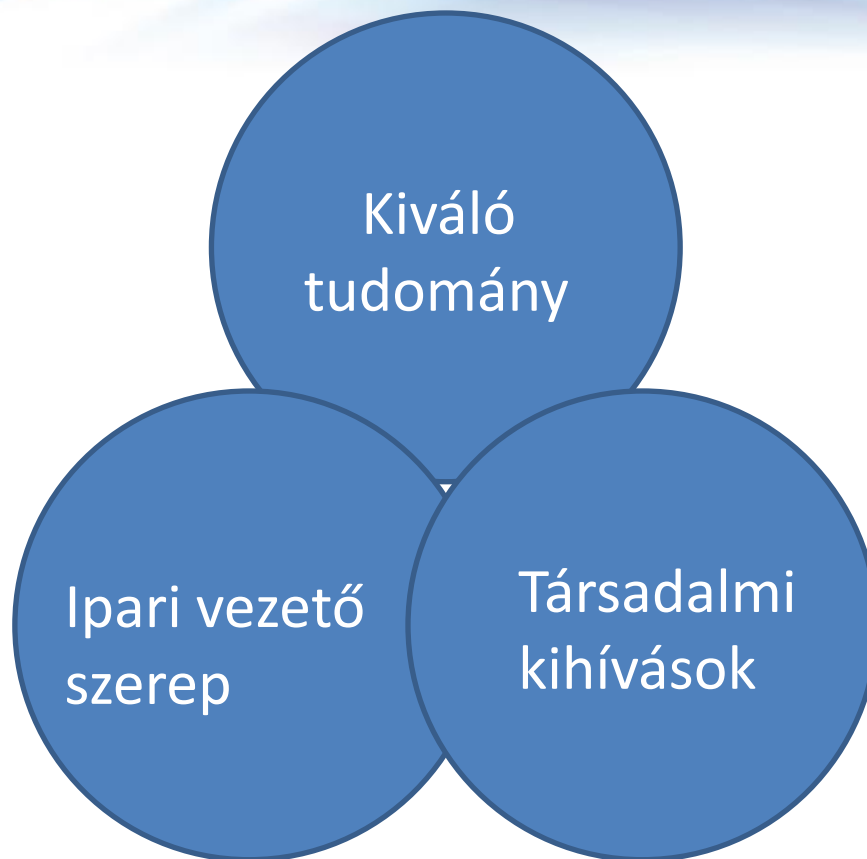 Kiváló
tudomány
Ipari vezető
szerep
Társadalmi
kihívások